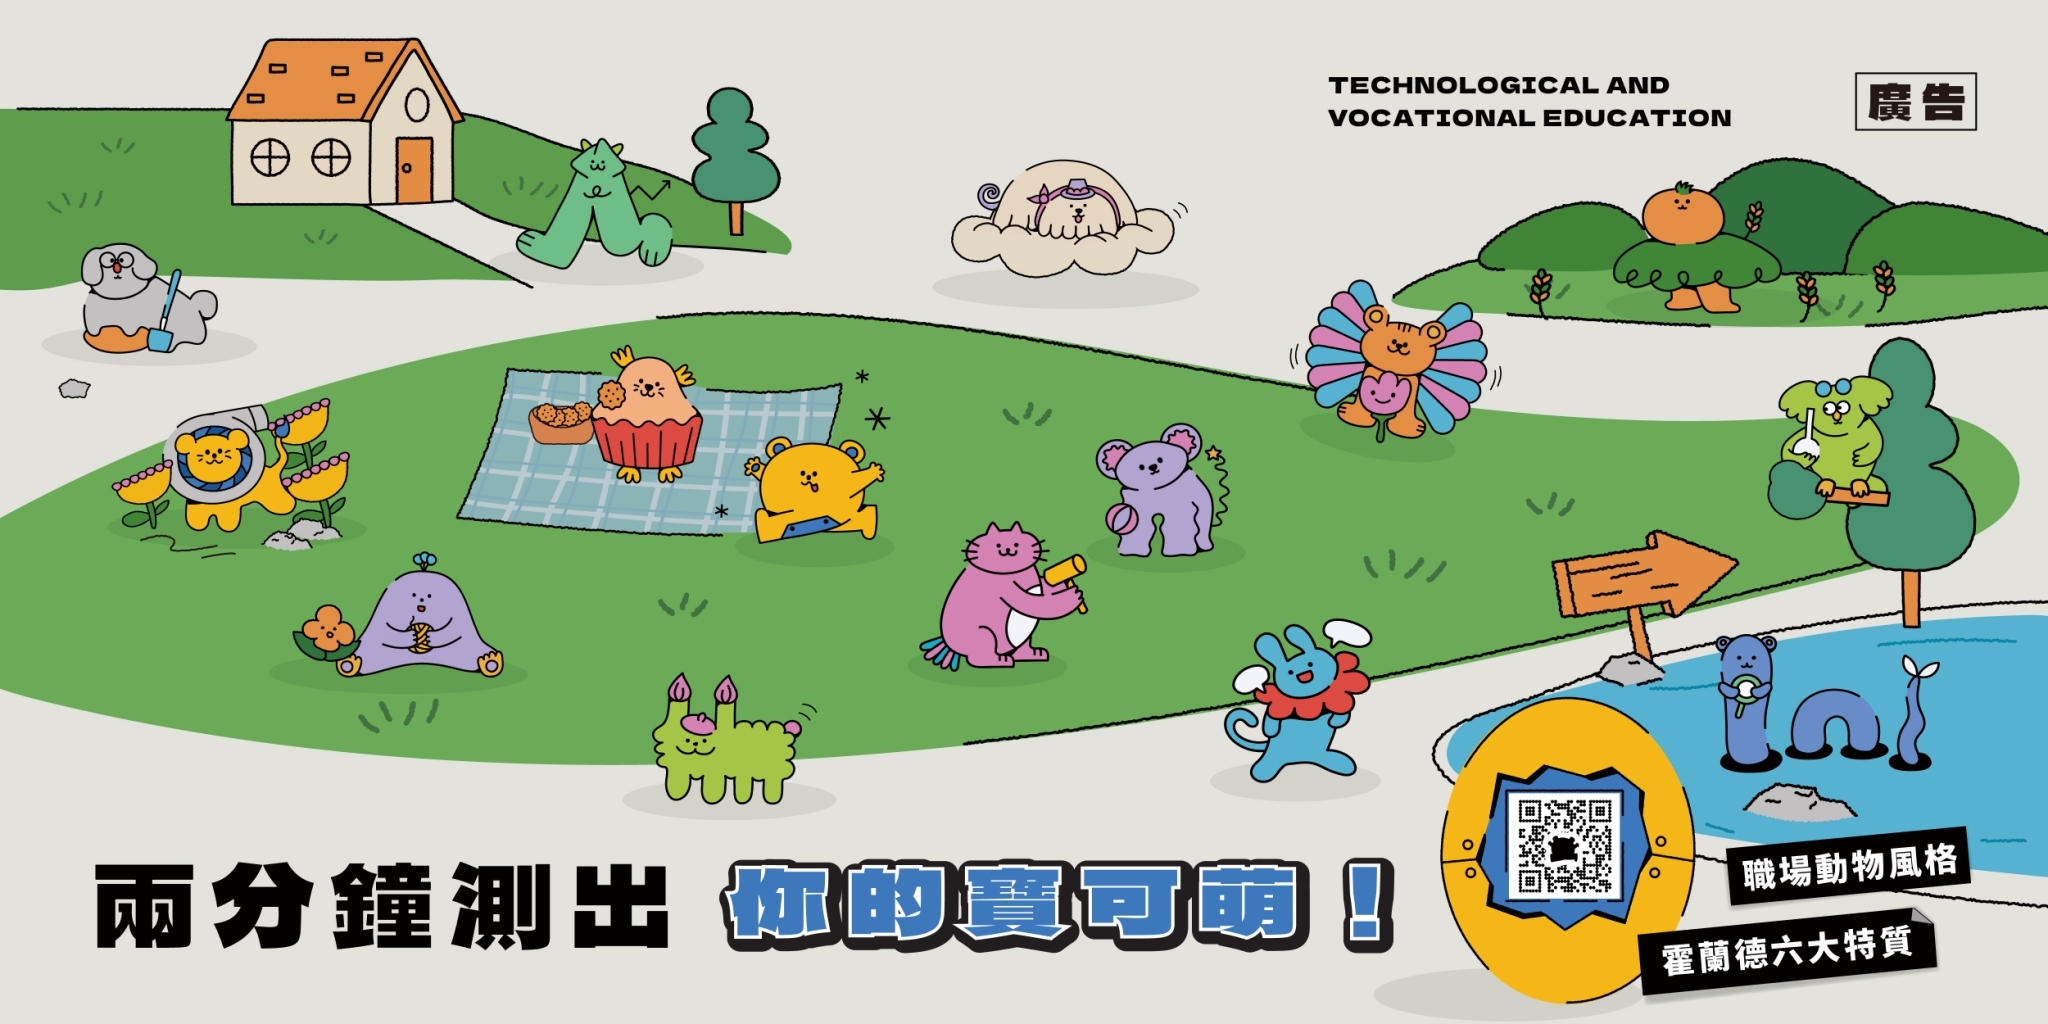 TECHNOLOGICAL AND
VOCATIONAL EDUCATION
廣告
兩分鐘測出 你的寶可萌！
職場動物風格
霍蘭德六大特質